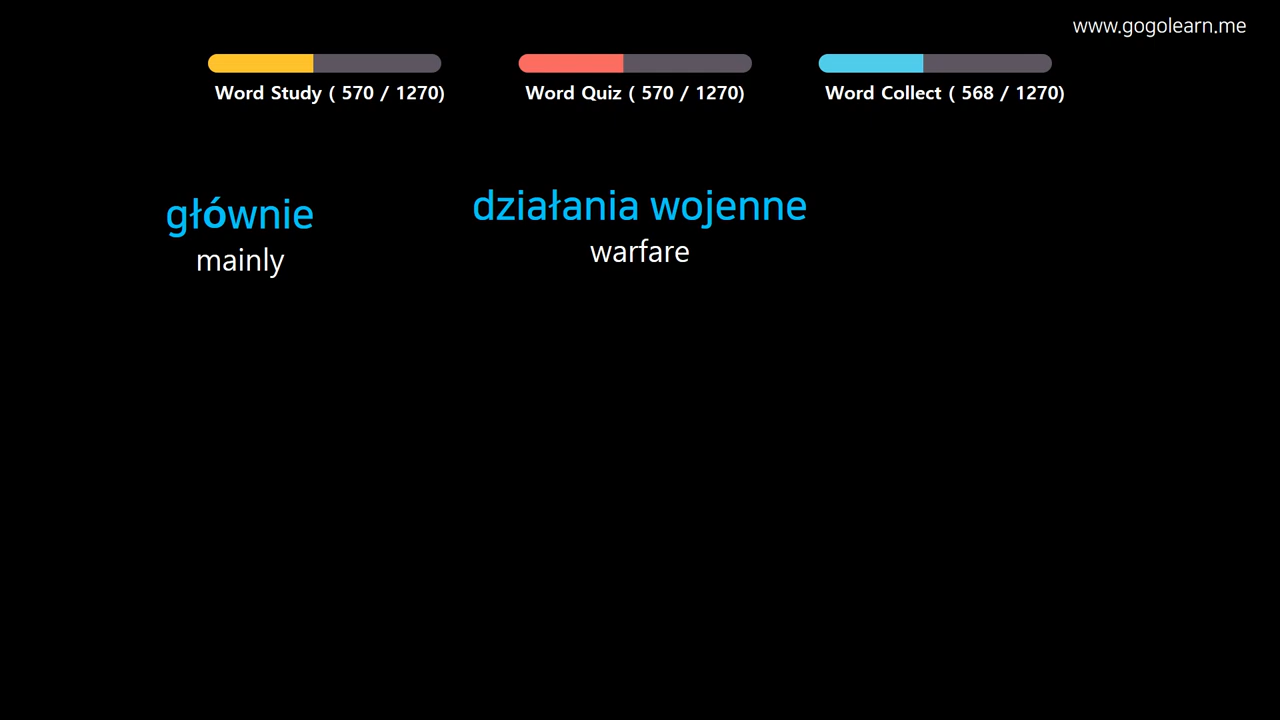 www.gogolearn.me
Word Study ( 570 / 1270)
Word Quiz ( 570 / 1270)
Word Collect ( 568 / 1270)
głównie
mainly
działania wojenne
warfare